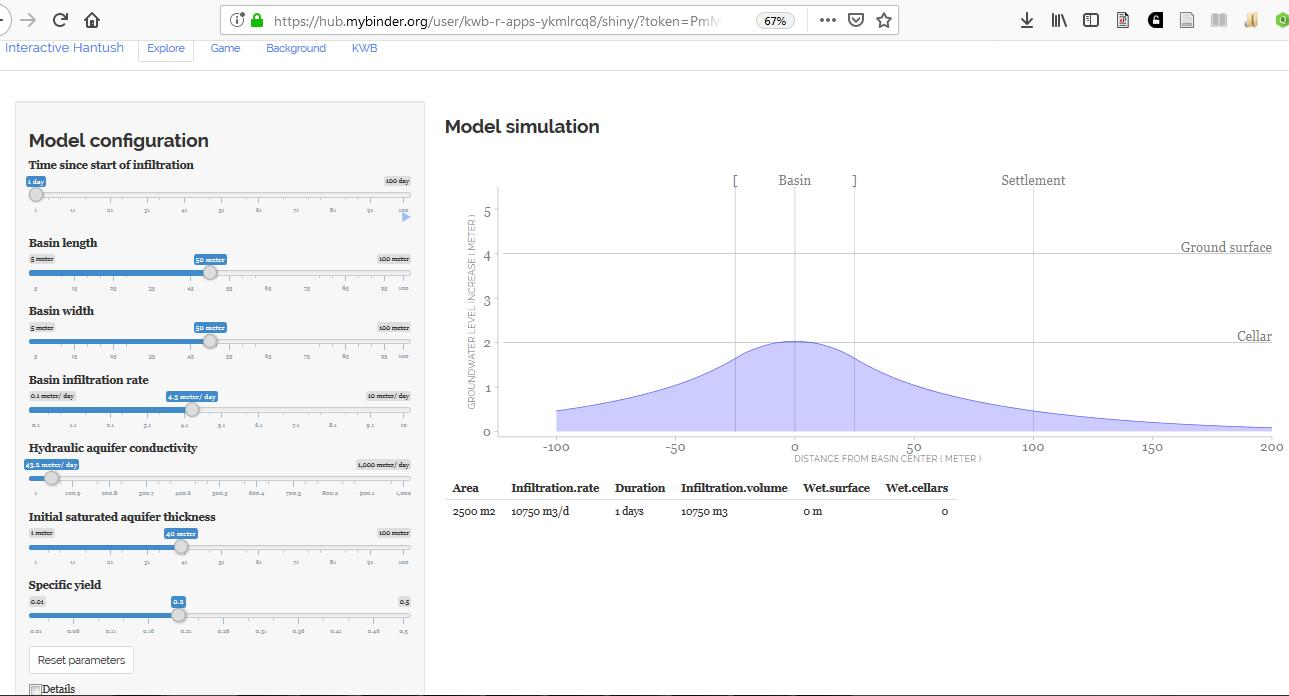 https://hub.mybinder.org/user/kwb-r-apps-ykmlrcq8/shiny/?token=PmM
67%
Interactive Hantush Explore Game Background KWB
Model configuration
Time since start of infiltration
1 day 100 day
1 11 21 31 41 51 61 71 81 91 100
Basin length
5 meter 50 meter 100 meter
5 15 25 35 45 55 65 75 85 95 100
Basin width
5 meter 50 meter 100 meter
5 15 25 35 45 55 65 75 85 95 100
Basin infiltration rate
0.1 meter/ day 4.3 meter/ day 10 meter/ day
0.1 1.1 2.1 3.1 4.1 5.1 6.1 7.1 8.1 9.1 10
Hydraulic aquifer conductivity
43.2 meter/ day 1,000 meter/ day
1 100.9 200.8 300.7 400.6 500.5 600.4 700.3 800.2 900.1 1,000
Initial saturated aquifer thickness
1 meter 40 meter 100 meter
1 11 21 31 41 51 61 71 81 91 100
Specific yield
0.01 0.2 0.5
0.01 0.06 0.11 0.16 0.21 0.26 0.31 0.36 0.41 0.46 0.5
Reset parameters
Details
Model simulation
[ Basin ] Settlement
GROUNDWATER LEVEL INCREASE ( METER )
5
4
3
2
1
0
Ground surface
Cellar
-100 -50 0 50 100 150 200
DISTANCE FROM BASIN CENTER ( METER )
Area Infiltration.rate Duration Infiltration.volume Wet.surface Wet.cellars
2500 m2 10750 m3/d 1 days 10750 m3 0 m 0